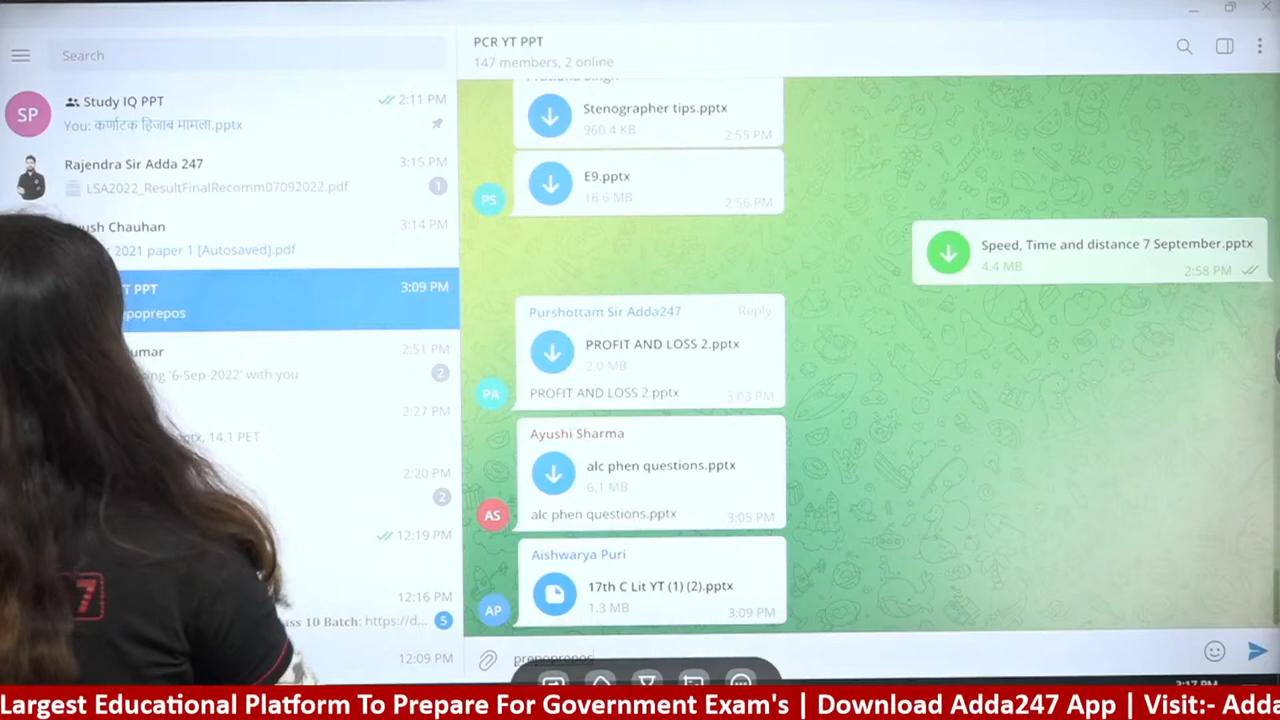 Search
Study IQ PPT
2:11 PM
You: कर्णाटक हिजाब मामला.pptx
Rajendra Sir Adda 247
3:15 PM
LSA2022_ResultFinalRecomm07092022.pdf
1
ush Chauhan
3:14 PM
2021 paper 1 [Autosaved].pdf
T PPT
3:09 PM
epoprepos
umar
2:51 PM
ing '6-Sep-2022' with you
2
2:27 PM
ptx, 14.1 PET
2:20 PM
2
12:19 PM
12:16 PM
ass 10 Batch: https://d...
5
12:09 PM
SP
PCR YT PPT
147 members, 2 online
Stenographer tips.pptx
960.4 KB
2:55 PM
E9.pptx
16.6 MB
2:56 PM
PS
Speed, Time and distance 7 September.pptx
4.4 MB
2:58 PM
Purshottam Sir Adda247
Reply
PROFIT AND LOSS 2.pptx
2.0 MB
PROFIT AND LOSS 2.pptx
3:03 PM
PA
Ayushi Sharma
alc phen questions.pptx
6.1 MB
alc phen questions.pptx
3:05 PM
AS
Aishwarya Puri
17th C Lit YT (1) (2).pptx
1.3 MB
3:09 PM
AP
prepoprepos
3:17 PM
7
Largest Educational Platform To Prepare For Government Exam's | Download Adda247 App | Visit:- Adda